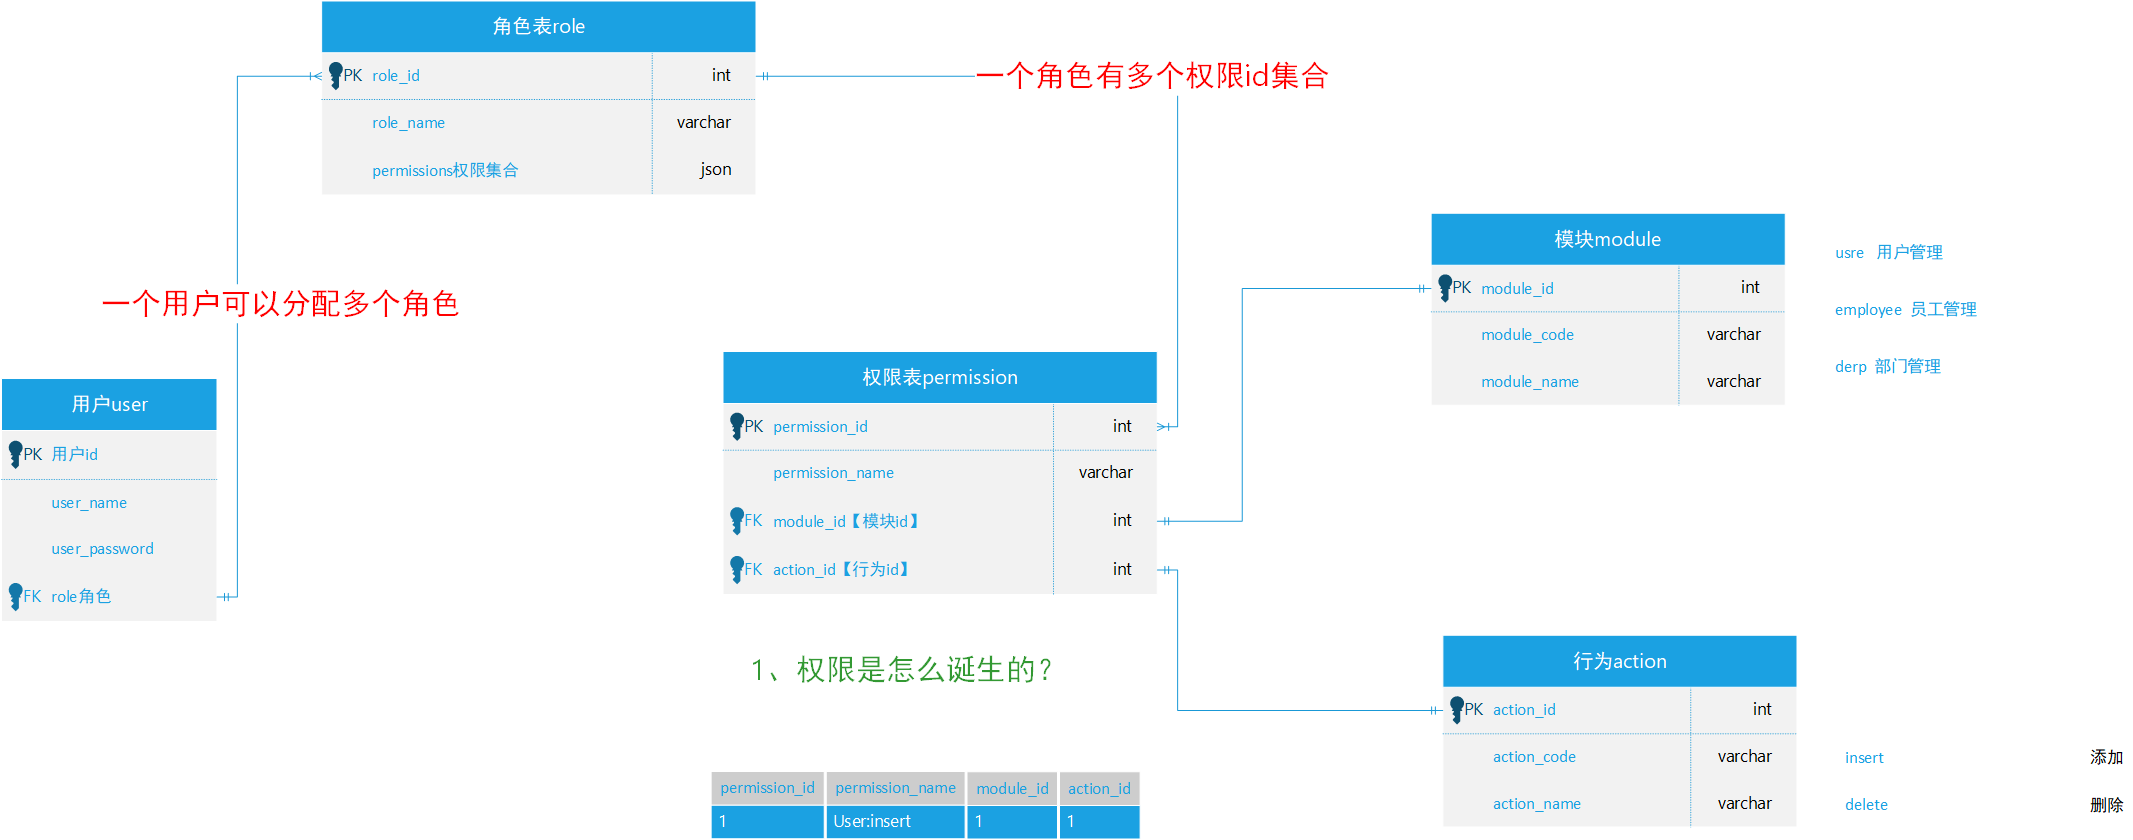 角色表role
PK role_id int
role_name varchar
permissions权限集合 json
一个角色有多个权限id集合
一个用户可以分配多个角色
用户user
PK 用户id
user_name
user_password
FK role角色
权限表permission
PK permission_id int
permission_name varchar
FK module_id【模块id】 int
FK action_id【行为id】 int
模块module
PK module_id int
module_code varchar
module_name varchar
usre 用户管理
employee 员工管理
derp 部门管理
1、权限是怎么诞生的？
permission_id permission_name module_id action_id
1 User:insert 1 1
行为action
PK action_id int
action_code varchar
action_name varchar
insert 添加
delete 删除